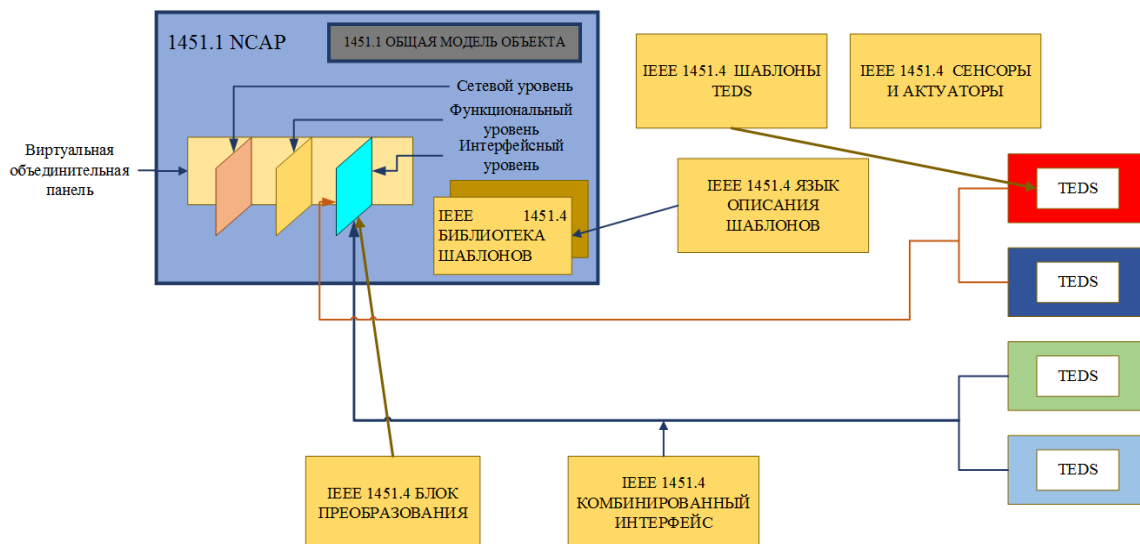 1451.1 NCAP
1451.1 ОБЩАЯ МОДЕЛЬ ОБЪЕКТА
Сетевой уровень
Функциональный
уровень
Интерфейсный
уровень
Виртуальная
объединительная
панель
IEEE 1451.4
БИБЛИОТЕКА
ШАБЛОНОВ
IEEE 1451.4 ШАБЛОНЫ
TEDS
IEEE 1451.4 СЕНСОРЫ
И АКТУАТОРЫ
IEEE 1451.4 ЯЗЫК
ОПИСАНИЯ
ШАБЛОНОВ
TEDS
TEDS
TEDS
TEDS
IEEE 1451.4 БЛОК
ПРЕОБРАЗОВАНИЯ
IEEE 1451.4
КОМБИНИРОВАННЫЙ
ИНТЕРФЕЙС